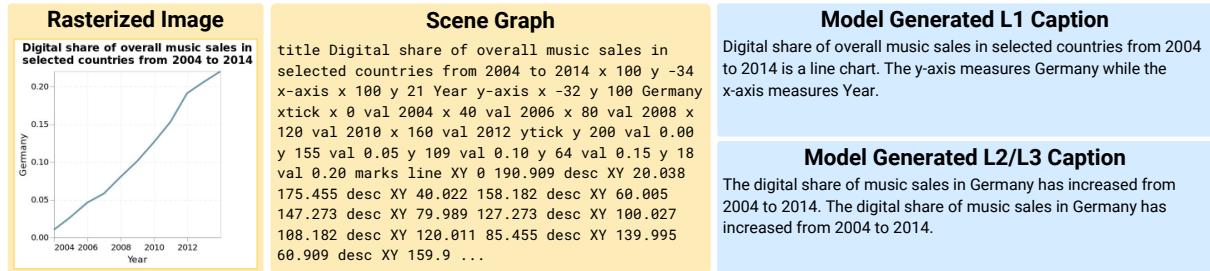 Rasterized Image
Digital share of overall music sales in
selected countries from 2004 to 2014
0.20
0.15
0.10
0.05
0.00
Germany
2004 2006 2008 2010 2012
Year
Scene Graph
title Digital share of overall music sales in
selected countries from 2004 to 2014 x 100 y -34
x-axis x 100 y 21 Year y-axis x -32 y 100 Germany
xtick x 0 val 2004 x 40 val 2006 x 80 val 2008 x
120 val 2010 x 160 val 2012 ytick y 200 val 0.00
y 155 val 0.05 y 109 val 0.10 y 64 val 0.15 y 18
val 0.20 marks line XY 0 190.909 desc XY 20.038
175.455 desc XY 40.022 158.182 desc XY 60.005
147.273 desc XY 79.989 127.273 desc XY 100.027
108.182 desc XY 120.011 85.455 desc XY 139.995
60.909 desc XY 159.9 ...
Model Generated L1 Caption
Digital share of overall music sales in selected countries from 2004
to 2014 is a line chart. The y-axis measures Germany while the
x-axis measures Year.
Model Generated L2/L3 Caption
The digital share of music sales in Germany has increased from
2004 to 2014. The digital share of music sales in Germany has
increased from 2004 to 2014.